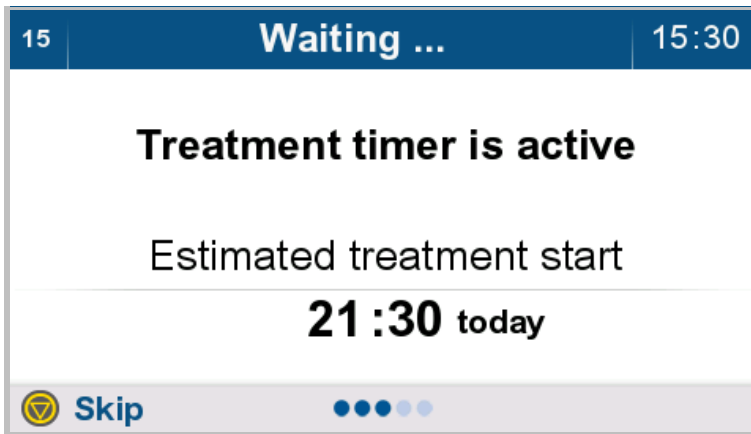 15 Waiting ... 15:30
Treatment timer is active
Estimated treatment start
21:30 today
Skip